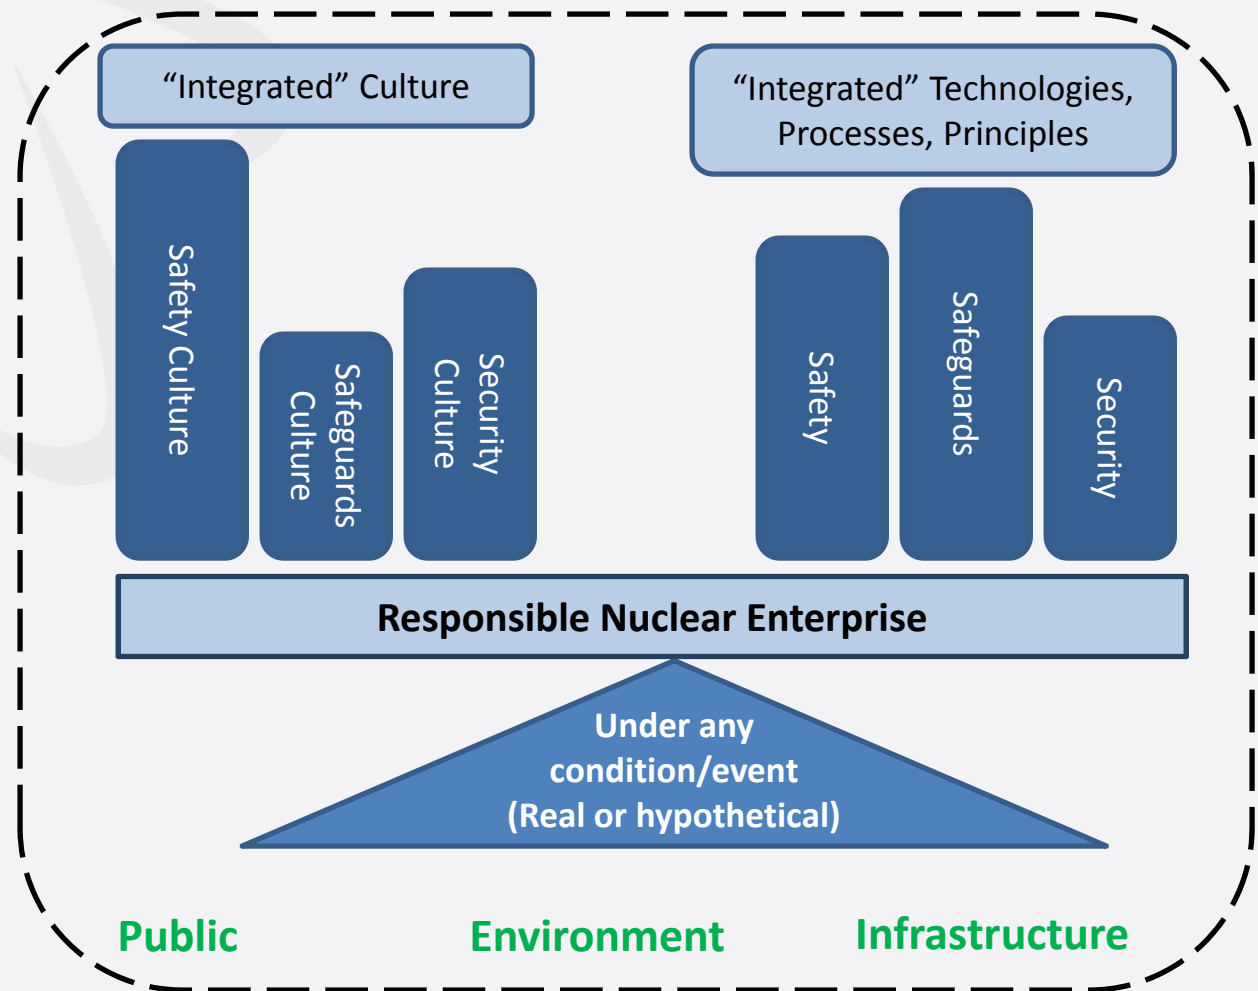 “Integrated” Culture
“Integrated” Technologies,
Processes, Principles
Safety Culture
Safeguards
Culture
Security
Culture
Safety
Safeguards
Security
Responsible Nuclear Enterprise
Under any
condition/event
(Real or hypothetical)
Public
Environment
Infrastructure